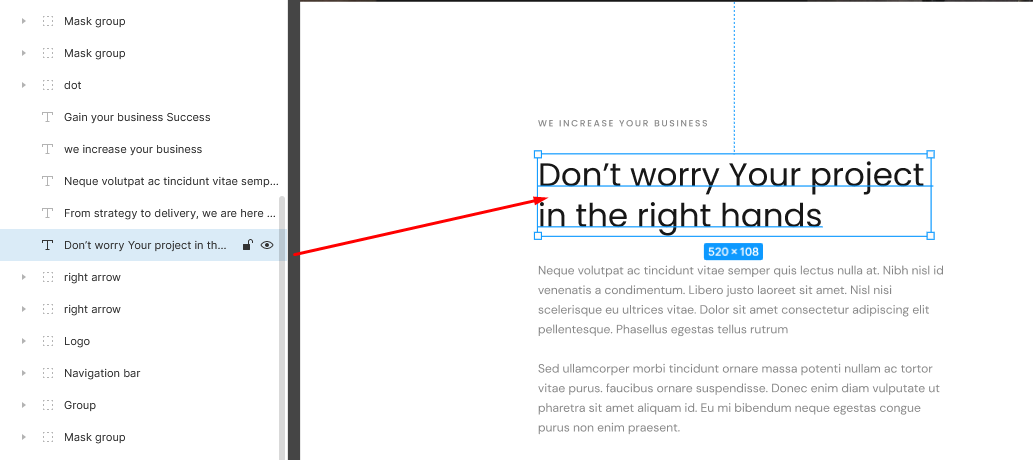 Mask group
Mask group
dot
Gain your business Success
we increase your business
Neque volutpat ac tincidunt vitae semp...
From strategy to delivery, we are here ...
Don’t worry Your project in th...
right arrow
right arrow
Logo
Navigation bar
Group
Mask group
WE INCREASE YOUR BUSINESS
Don’t worry Your project
in the right hands
520 × 108
Neque volutpat ac tincidunt vitae semper quis lectus nulla at. Nibh nisl id
venenatis a condimentum. Libero justo laoreet sit amet. Nisl nisi
scelerisque eu ultrices vitae. Dolor sit amet consectetur adipiscing elit
pellentesque. Phasellus egestas tellus rutrum
Sed ullamcorper morbi tincidunt ornare massa potenti nullam ac tortor
vitae purus. faucibus ornare suspendisse. Donec enim diam vulputate ut
pharetra sit amet aliquam id. Eu mi bibendum neque egestas congue
purus non enim praesent.